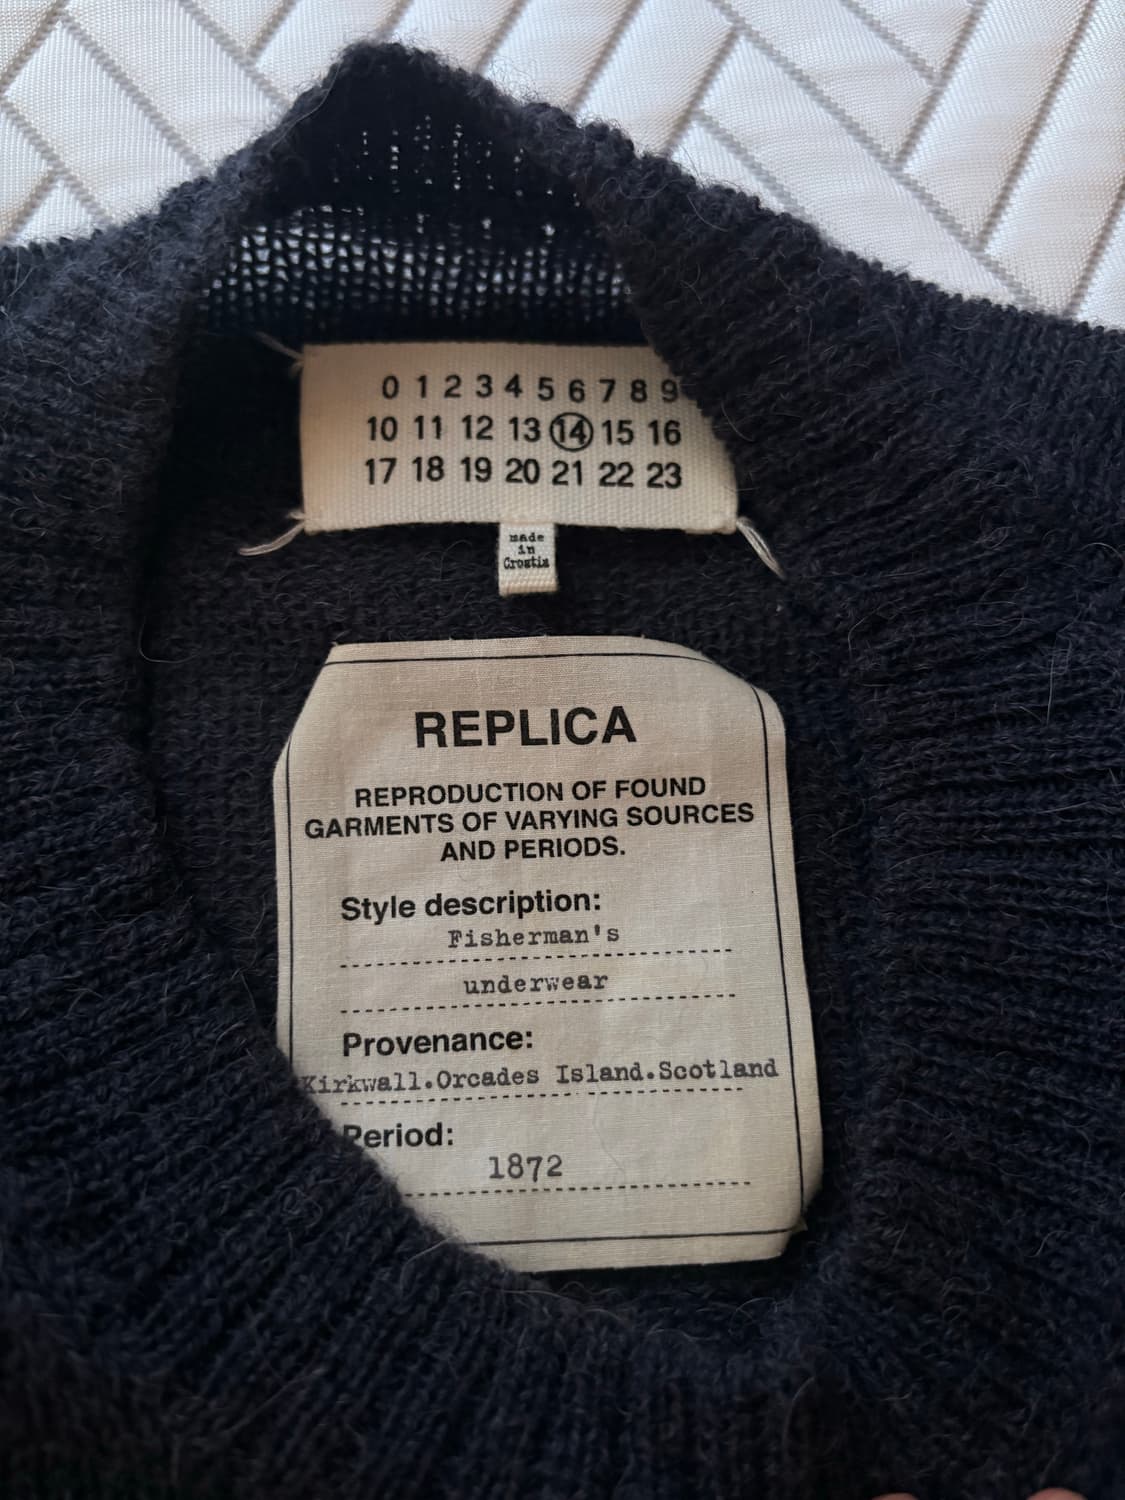 0 1 2 3 4 5 6 7 8 9
10 11 12 13 14 15 16
17 18 19 20 21 22 23
made
in
Croatia
REPLICA
REPRODUCTION OF FOUND
GARMENTS OF VARYING SOURCES
AND PERIODS.
Style description:
Fisherman's
underwear
Provenance:
Kirkwall.Orcades Island.Scotland
Period:
1872